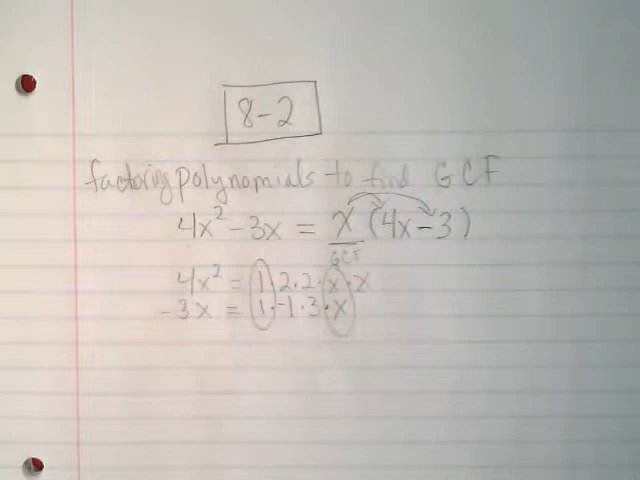 8-2
factoring polynomials to find GCF
4x² - 3x = x (4x - 3)
GCF
4x² = 1·2·2·x·x
-3x = 1·-1·3·x